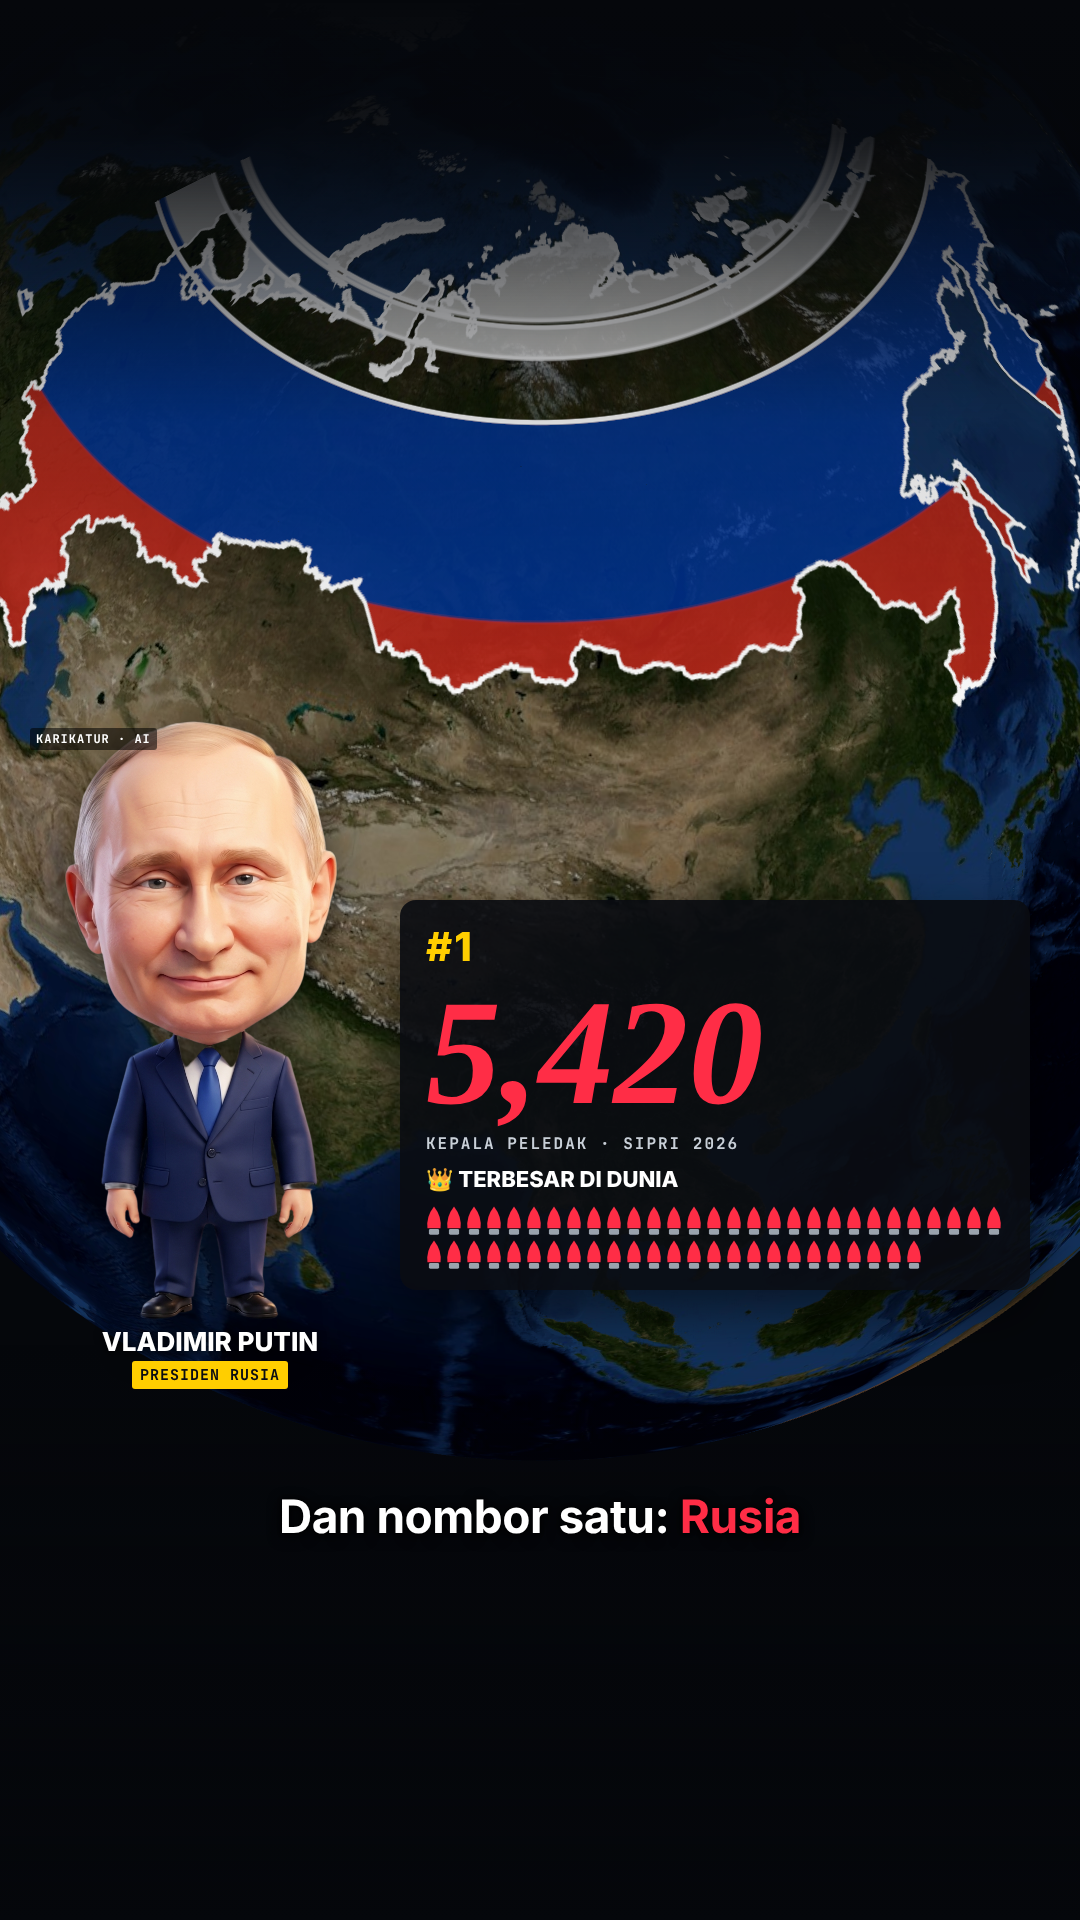 KARIKATUR · AI
#1
5,420
KEPALA PELEDAK · SIPRI 2026
👑 TERBESAR DI DUNIA
VLADIMIR PUTIN
PRESIDEN RUSIA
Dan nombor satu: Rusia